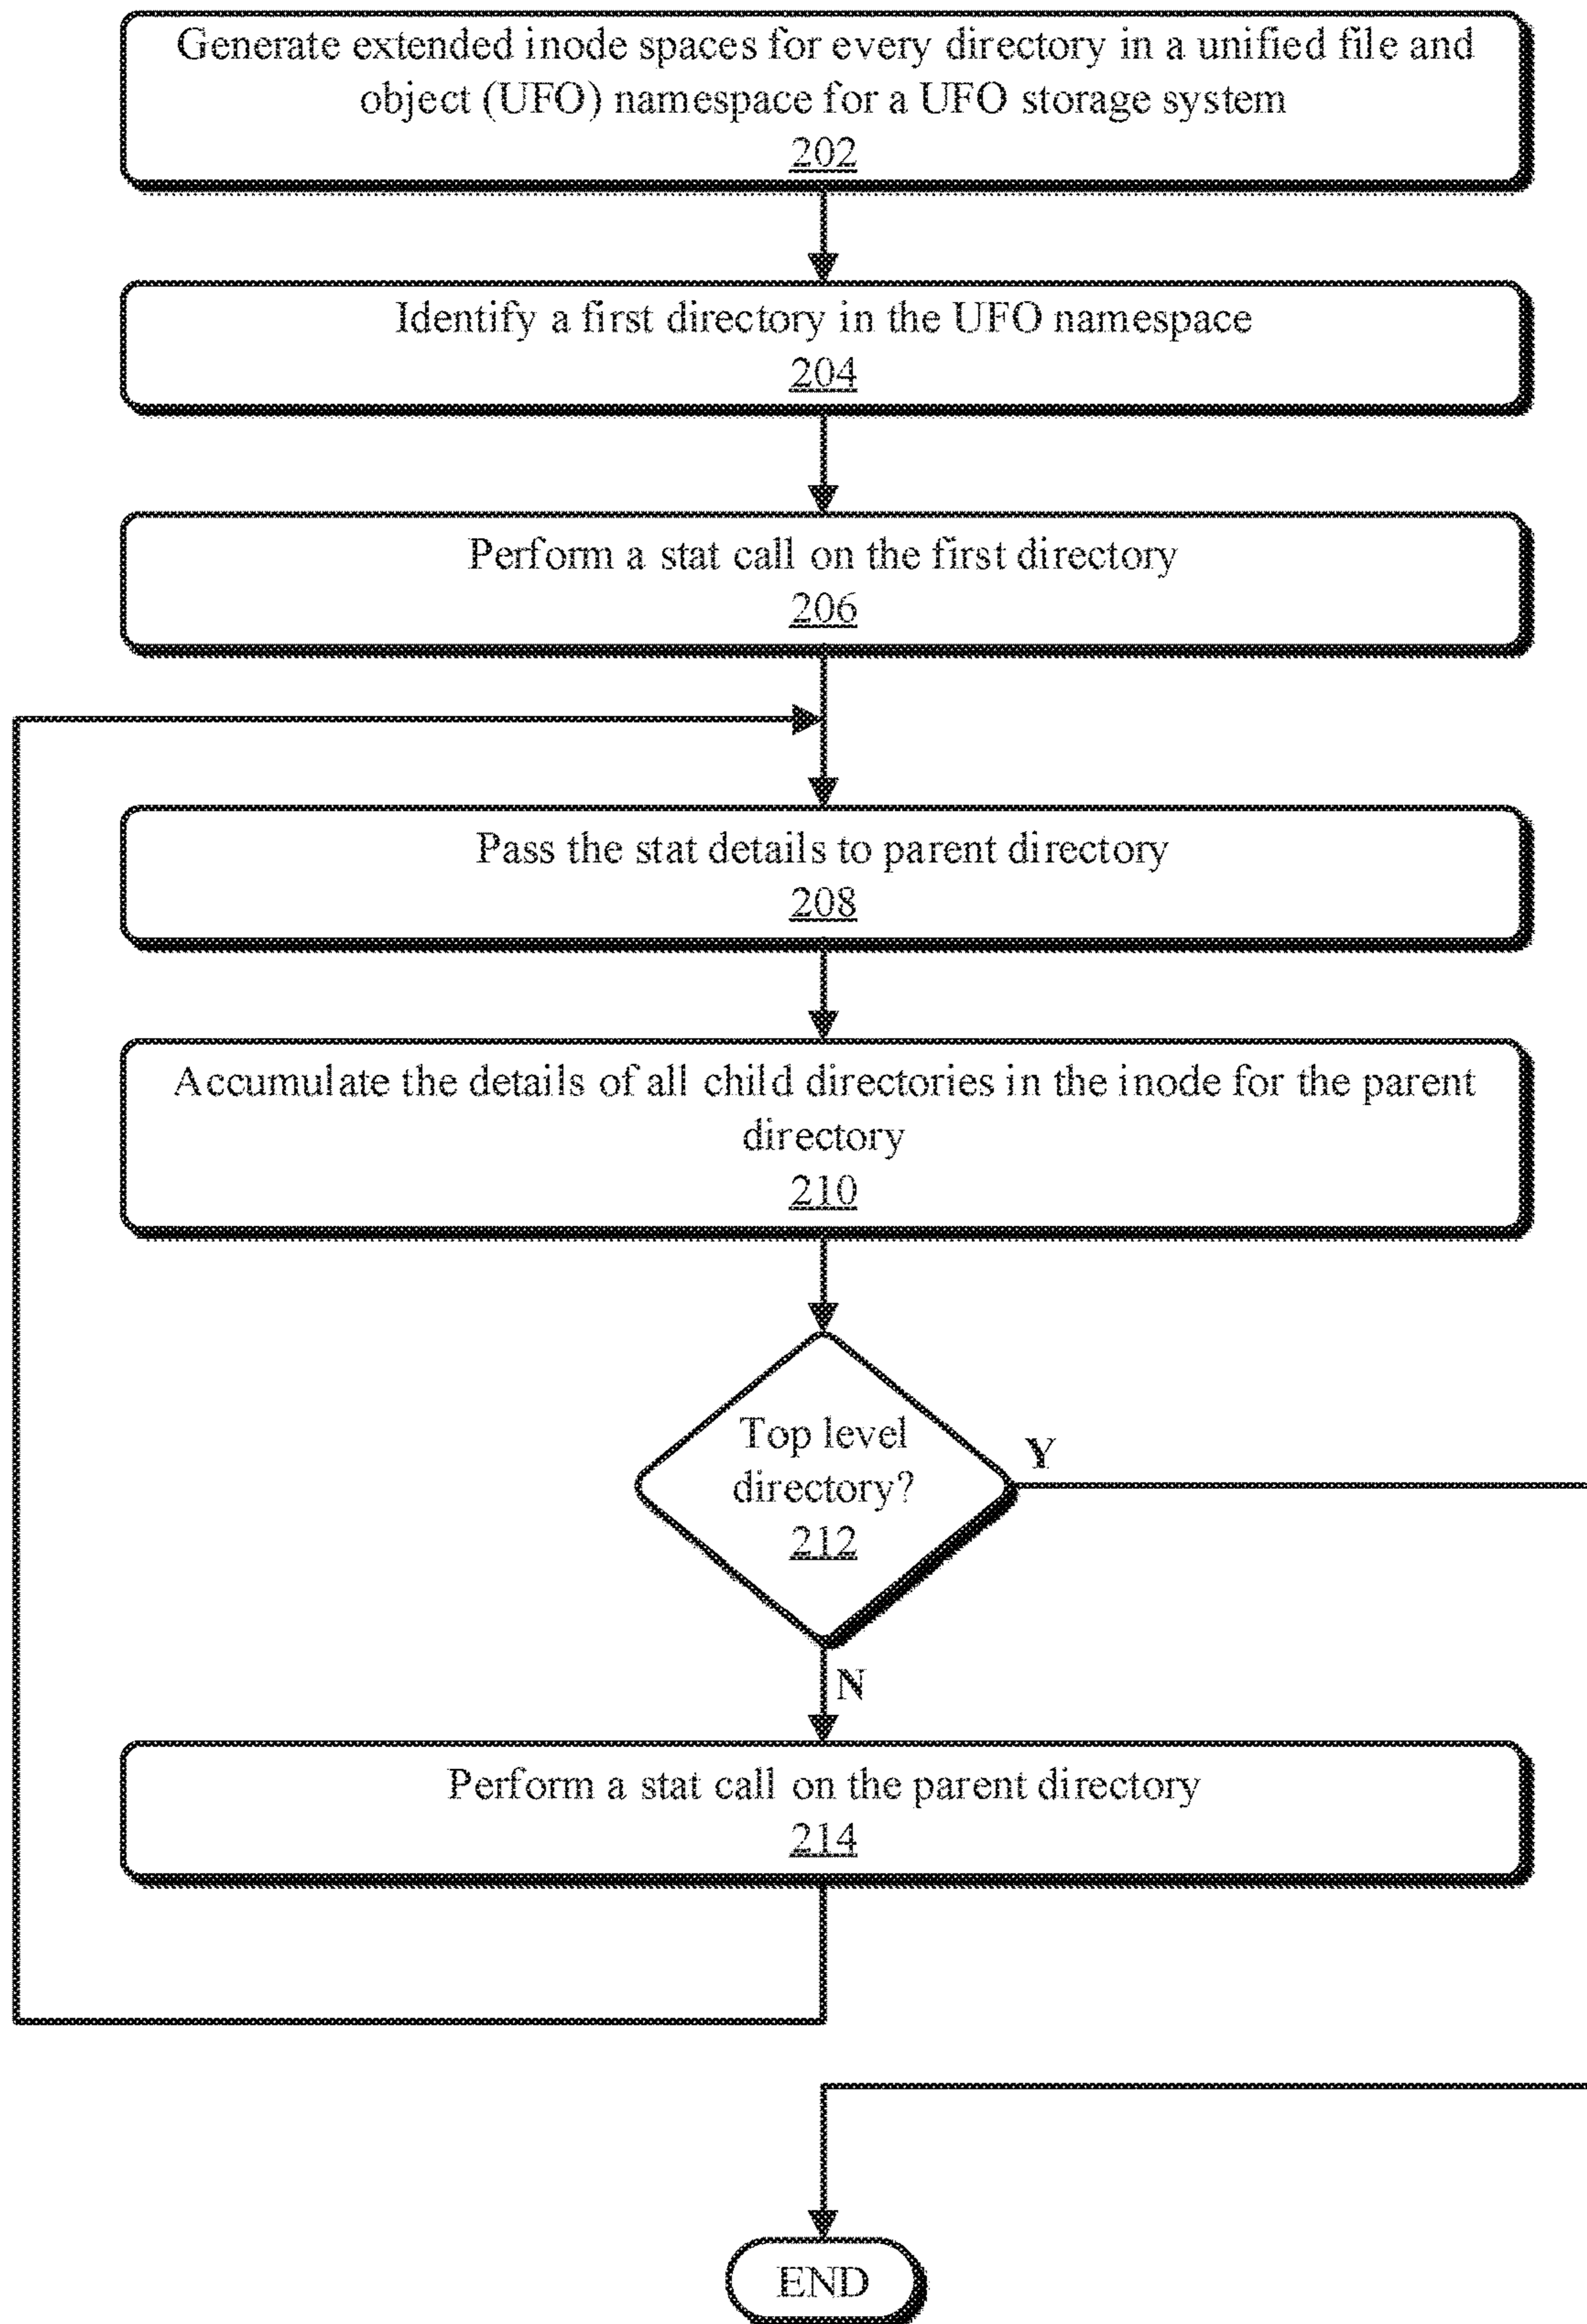 Generate extended inode spaces for every directory in a unified file and
object (UFO) namespace for a UFO storage system
202
Identify a first directory in the UFO namespace
204
Perform a stat call on the first directory
206
Pass the stat details to parent directory
208
Accumulate the details of all child directories in the inode for the parent
directory
210
Top level
directory?
212
Y
N
Perform a stat call on the parent directory
214
END